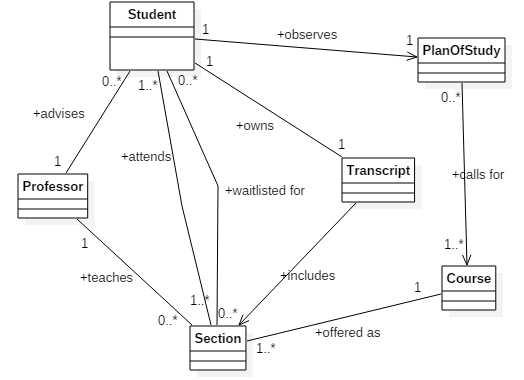 Student
1
+observes
1
PlanOfStudy
0..*
1..*
0..*
1
0..*
+advises
+owns
+attends
1
1
Professor
+waitlisted for
Transcript
+calls for
1
1..*
+teaches
+includes
Course
1..*
0..*
0..*
1
Section
+offered as
1..*